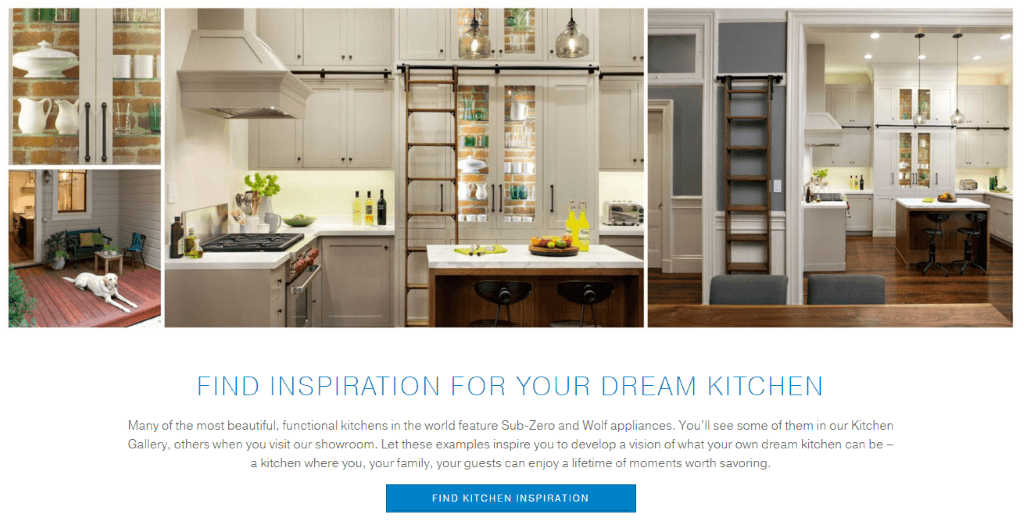 FIND INSPIRATION FOR YOUR DREAM KITCHEN
Many of the most beautiful, functional kitchens in the world feature Sub-Zero and Wolf appliances. You'll see some of them in our Kitchen
Gallery, others when you visit our showroom. Let these examples inspire you to develop a vision of what your own dream kitchen can be –
a kitchen where you, your family, your guests can enjoy a lifetime of moments worth savoring.
FIND KITCHEN INSPIRATION